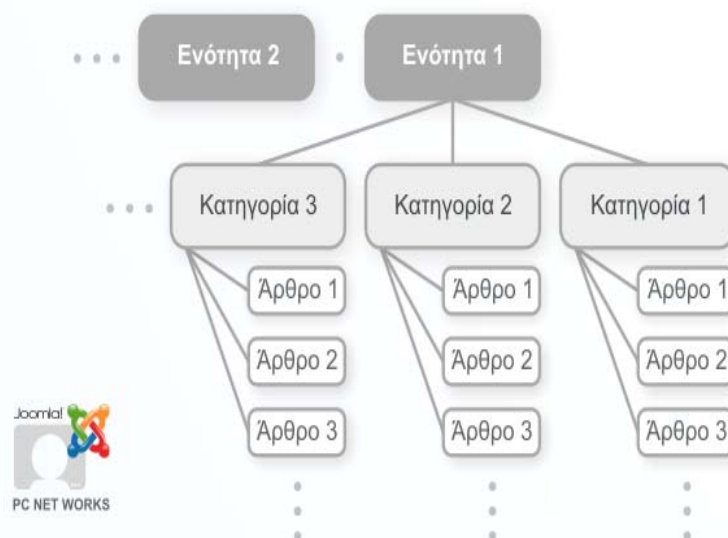 Ενότητα 2
Ενότητα 1
Κατηγορία 3
Κατηγορία 2
Κατηγορία 1
Άρθρο 1
Άρθρο 1
Άρθρο 1
Άρθρο 2
Άρθρο 2
Άρθρο 2
Άρθρο 3
Άρθρο 3
Άρθρο 3
Joomla!
PC NET WORKS